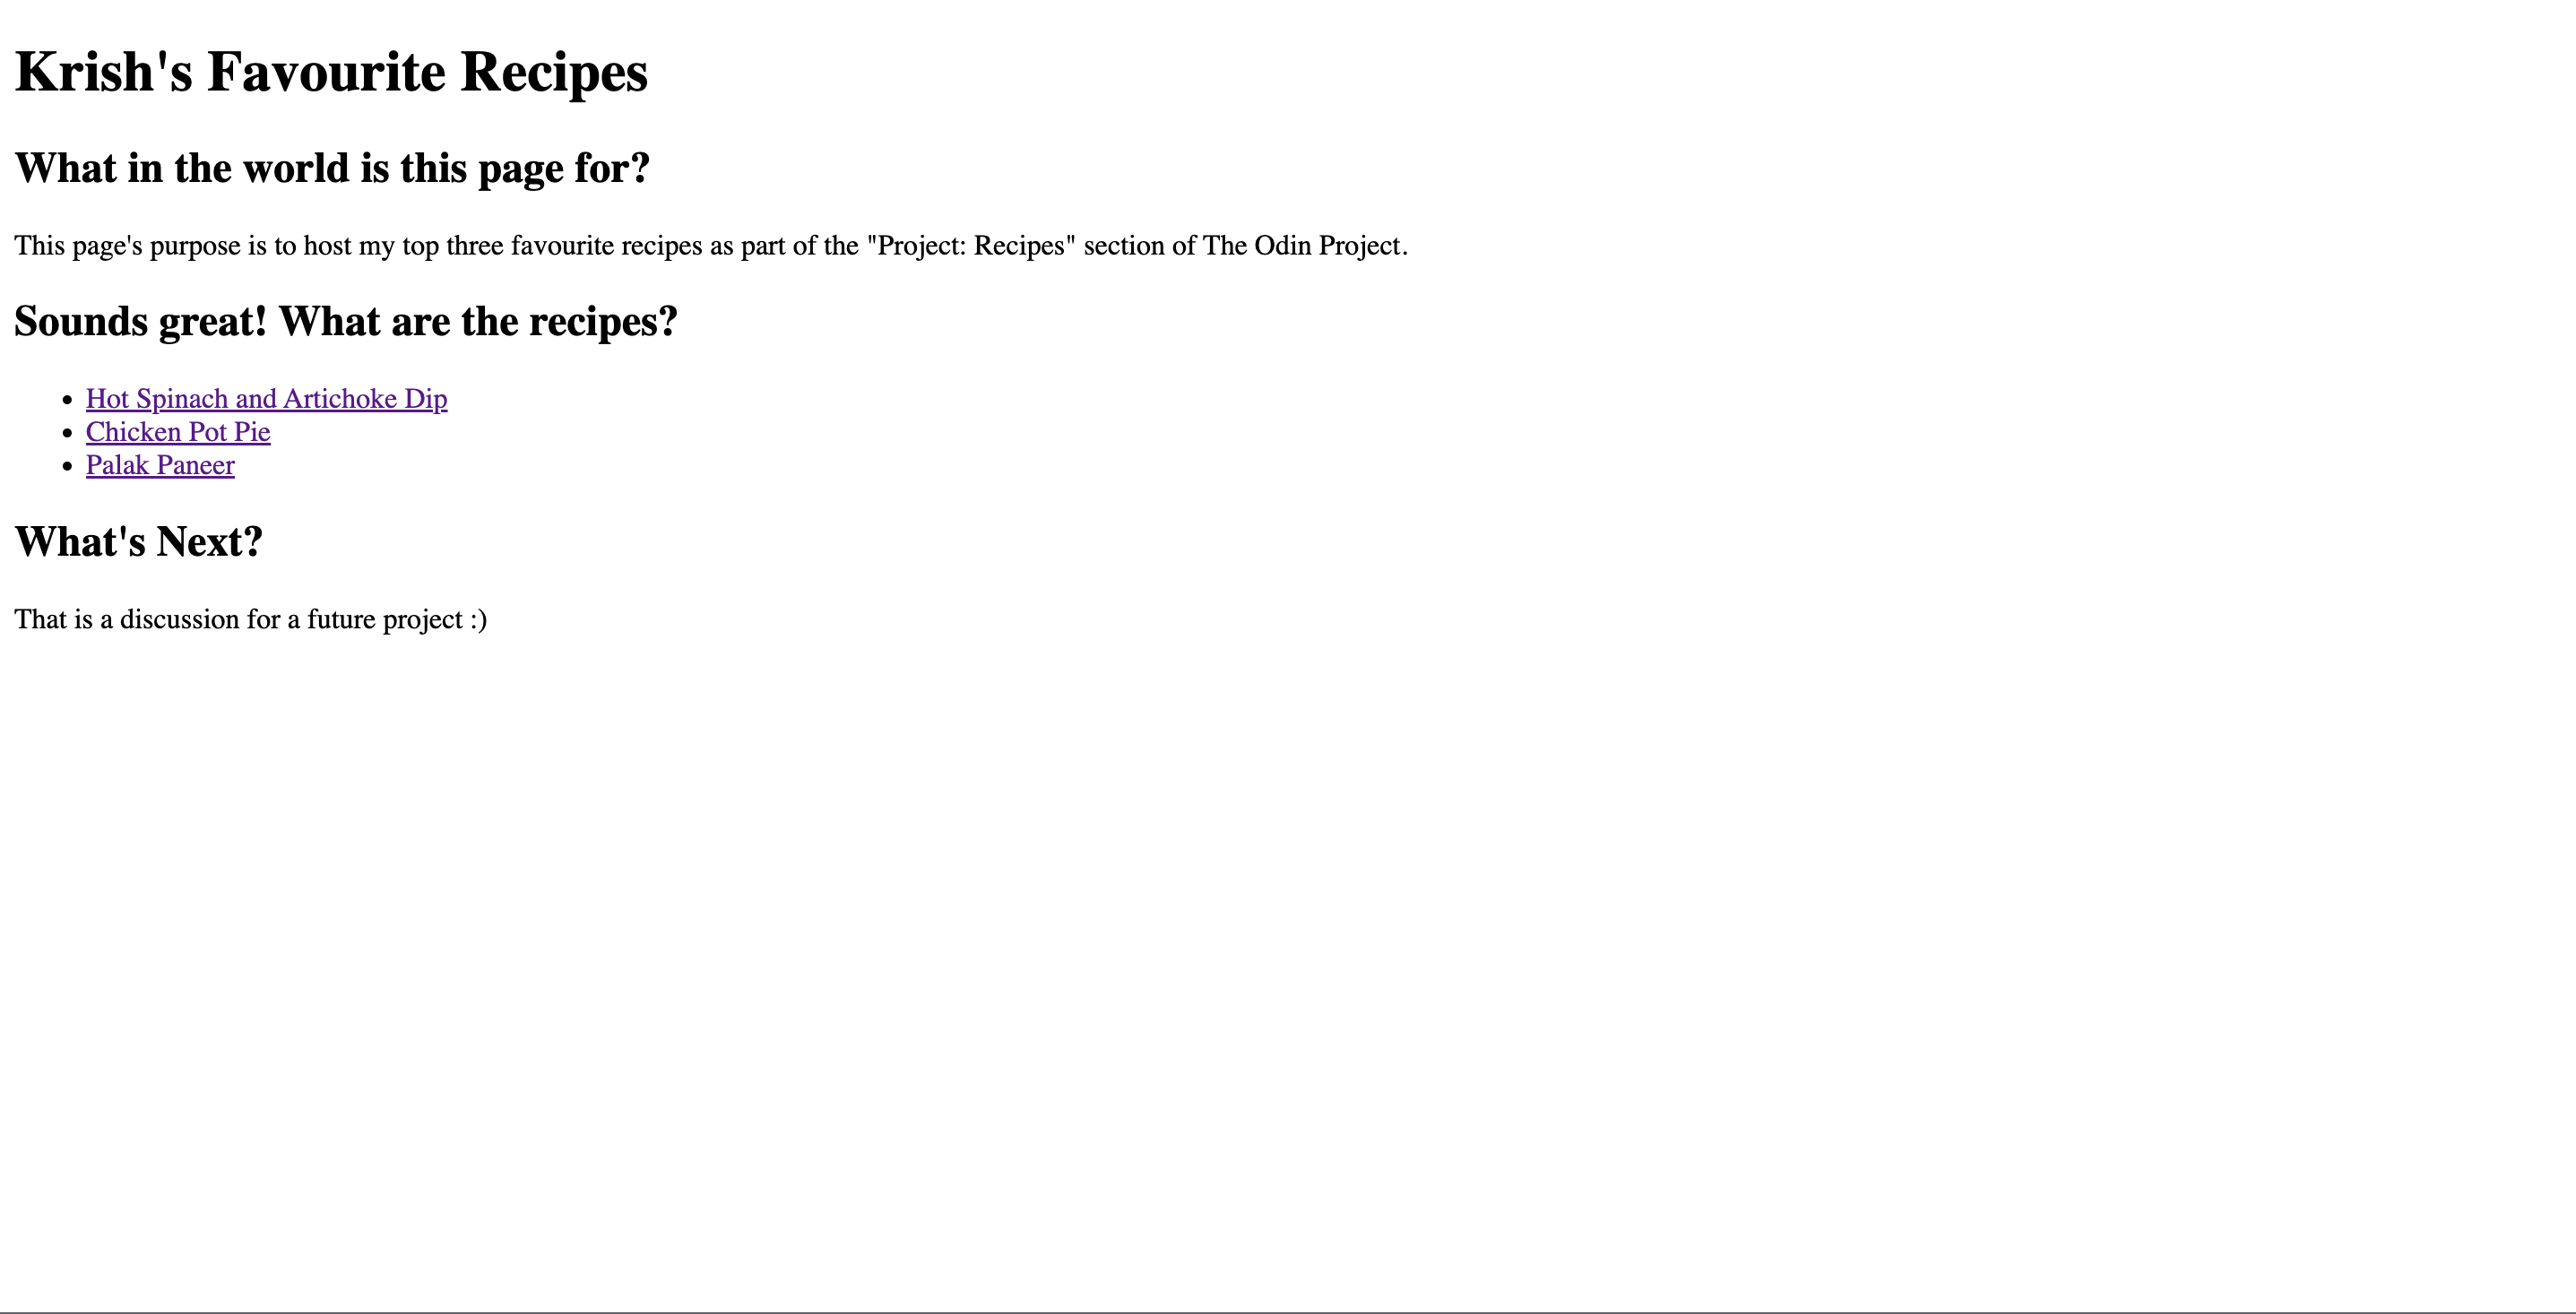 Krish's Favourite Recipes
What in the world is this page for?
This page's purpose is to host my top three favourite recipes as part of the "Project: Recipes" section of The Odin Project.
Sounds great! What are the recipes?
Hot Spinach and Artichoke Dip
Chicken Pot Pie
Palak Paneer
What's Next?
That is a discussion for a future project :)